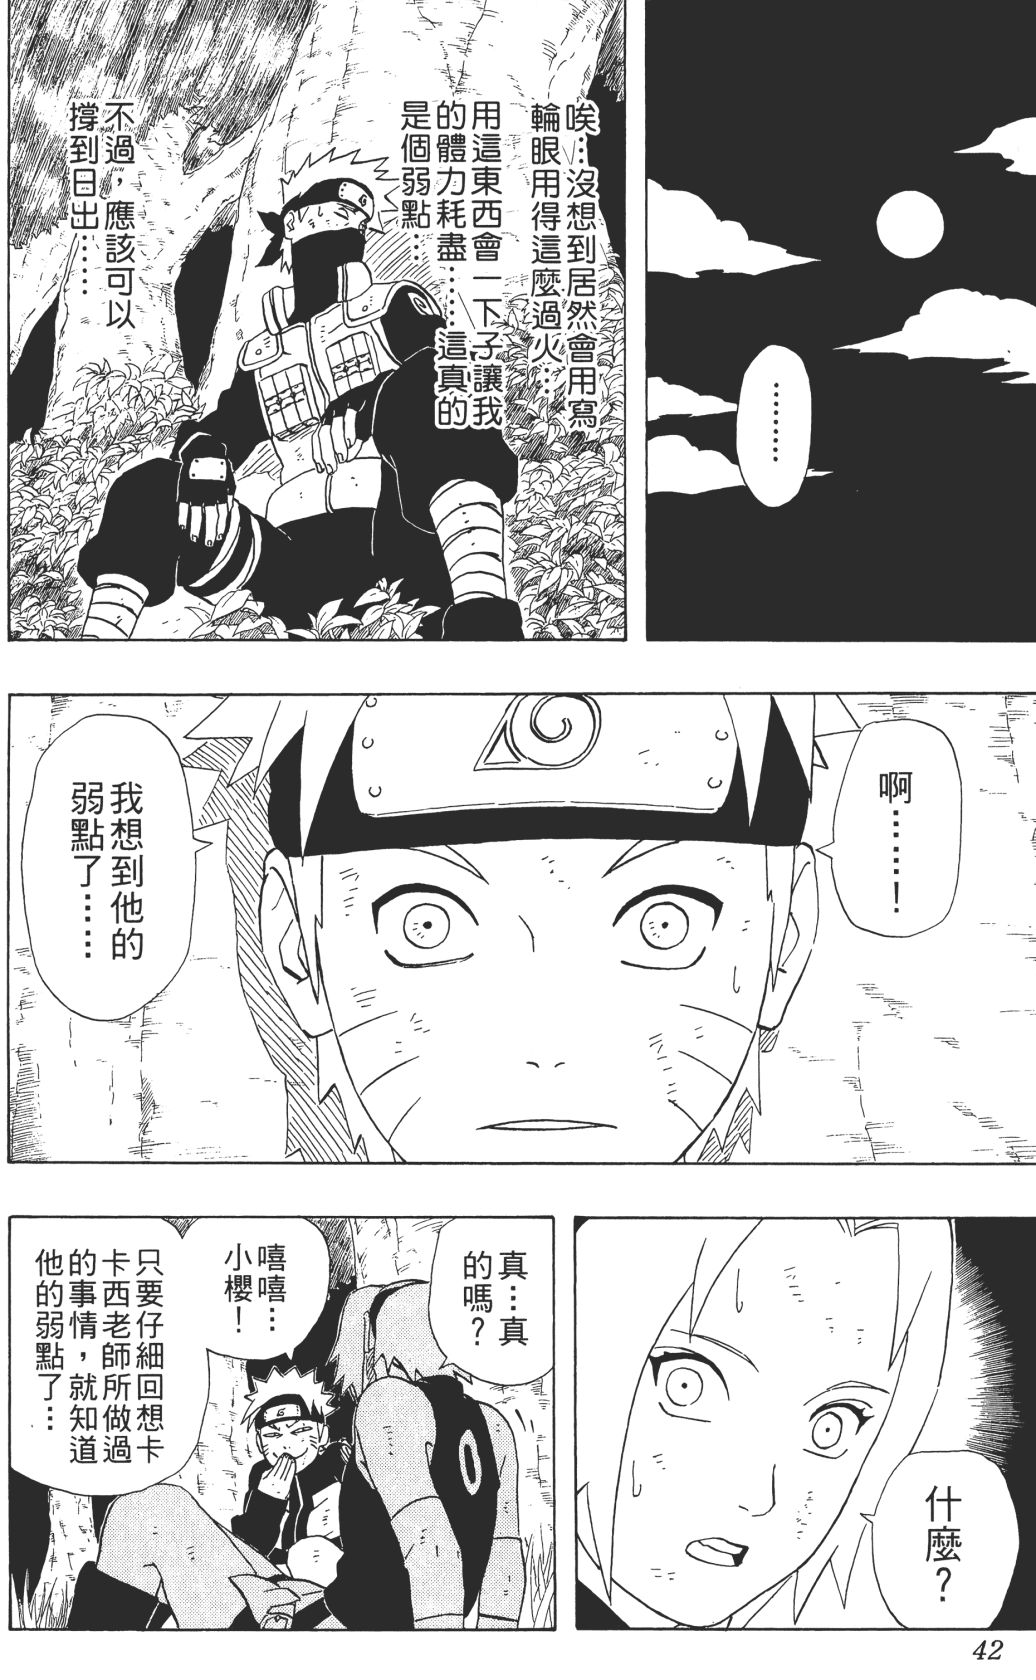 ………
唉…沒想到居然會用寫
輪眼用得這麼過火…
用這東西會一下子讓我
的體力耗盡……這真的
是個弱點…
不過，應該可以
撐到日出……
啊……！
我想到他的
弱點了……
什麼？
真…真
的嗎？
嘻嘻…
小櫻！
只要仔細回想卡
卡西老師所做過
的事情，就知道
他的弱點了…
42